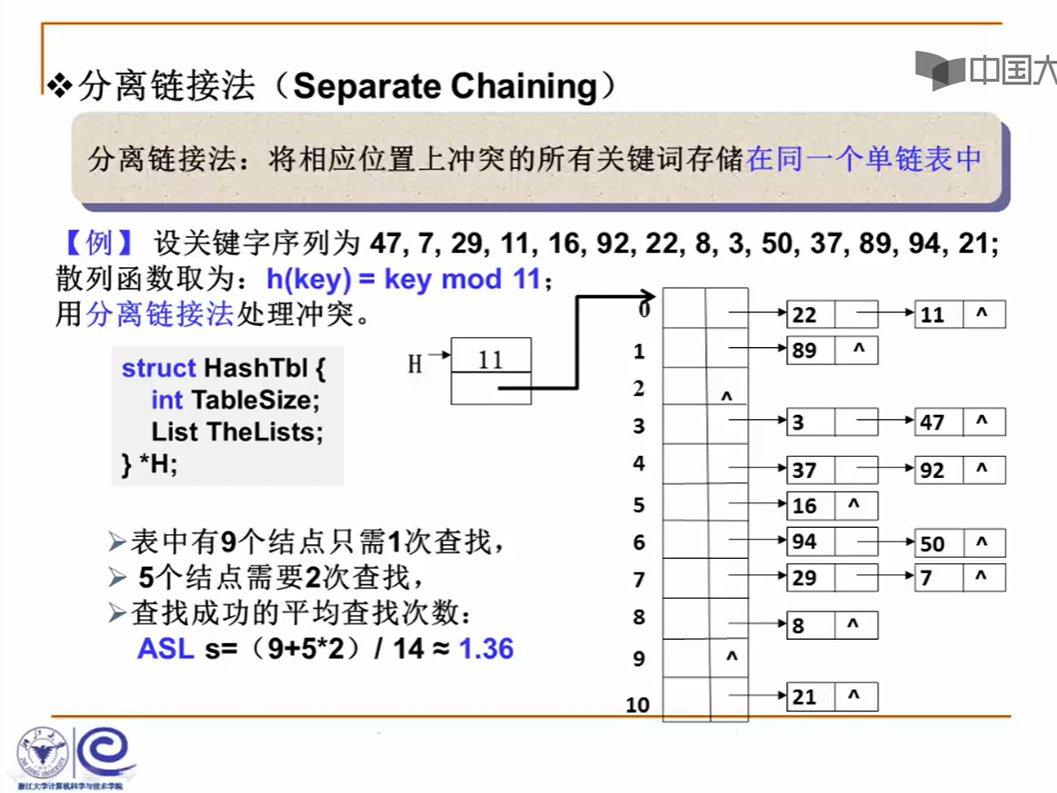 中国大
❖分离链接法（Separate Chaining）
分离链接法：将相应位置上冲突的所有关键词存储在同一个单链表中
【例】 设关键字序列为 47, 7, 29, 11, 16, 92, 22, 8, 3, 50, 37, 89, 94, 21;
散列函数取为：h(key) = key mod 11；
用分离链接法处理冲突。
struct HashTbl {
int TableSize;
List TheLists;
} *H;
H
11
0 22 11 ^
1 89 ^
2 ^
3 3 47 ^
4 37 92 ^
5 16 ^
6 94 50 ^
7 29 7 ^
8 8 ^
9 ^
10 21 ^
➢表中有9个结点只需1次查找，
➢ 5个结点需要2次查找，
➢查找成功的平均查找次数：
ASL s=（9+5*2）/ 14 ≈ 1.36
浙江大学计算机科学与技术学院